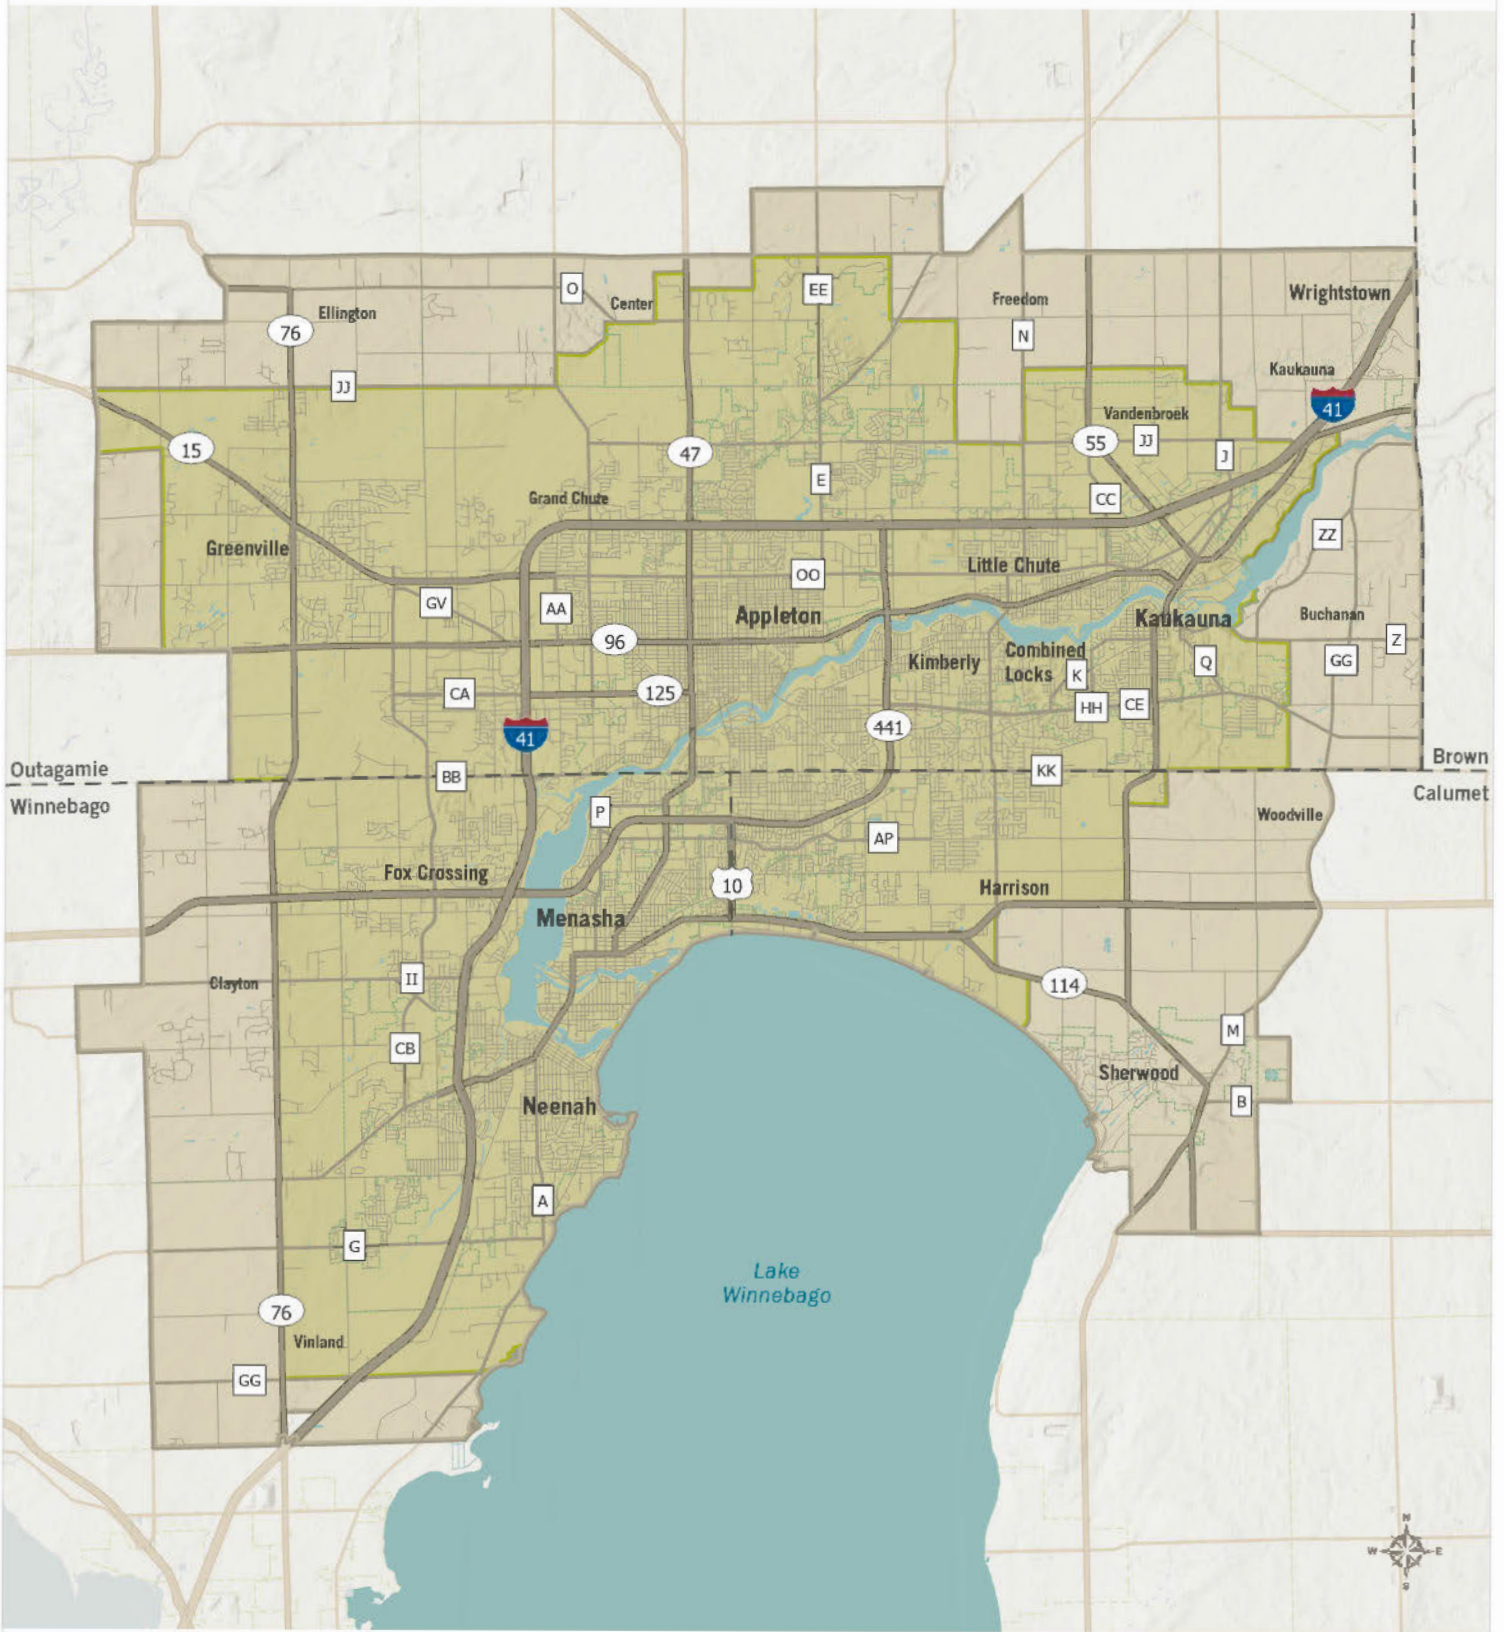 EE
O
Center
Wrightstown
Freedom
Ellington
76
N
Kaukauna
JJ
41
Vandenbroek
55
JJ
15
47
J
E
Grand Chute
CC
ZZ
Greenville
Little Chute
OO
GV
AA
Appleton
Buchanan
Kaukauna
96
Z
Combined
Locks
Kimberly
Q
GG
K
CA
125
HH
CE
441
41
Brown
Outagamie
KK
BB
Calumet
Winnebago
P
Woodville
AP
Fox Crossing
10
Harrison
Menasha
II
Clayton
114
M
CB
Sherwood
B
Neenah
A
G
Lake
Winnebago
76
Vinland
GG
N
W
E
S